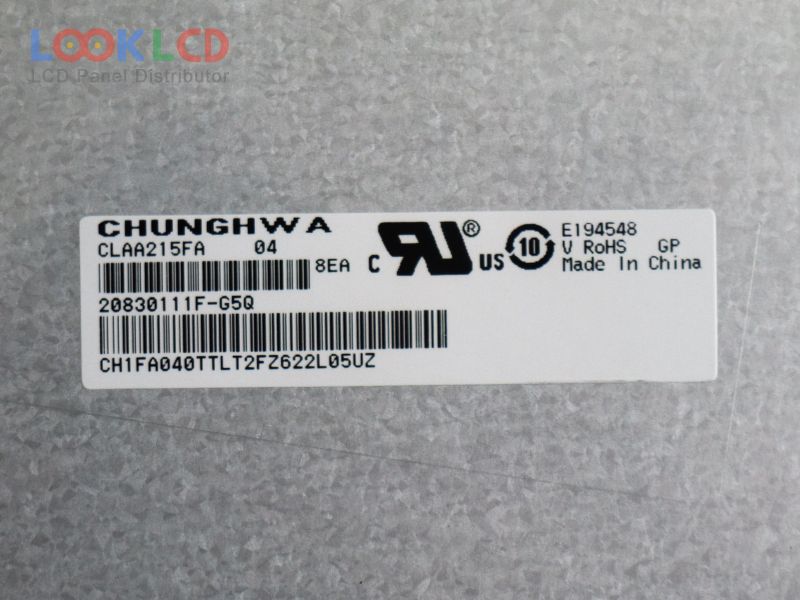 LOOKLCD
LCD Panel Distributor
CHUNGHWA
CLAA215FA 04
8EA
20830111F-G5Q
CH1FA040TTLT2FZ622L05UZ
C RU® US
10
E194548
V RoHS GP
Made In China